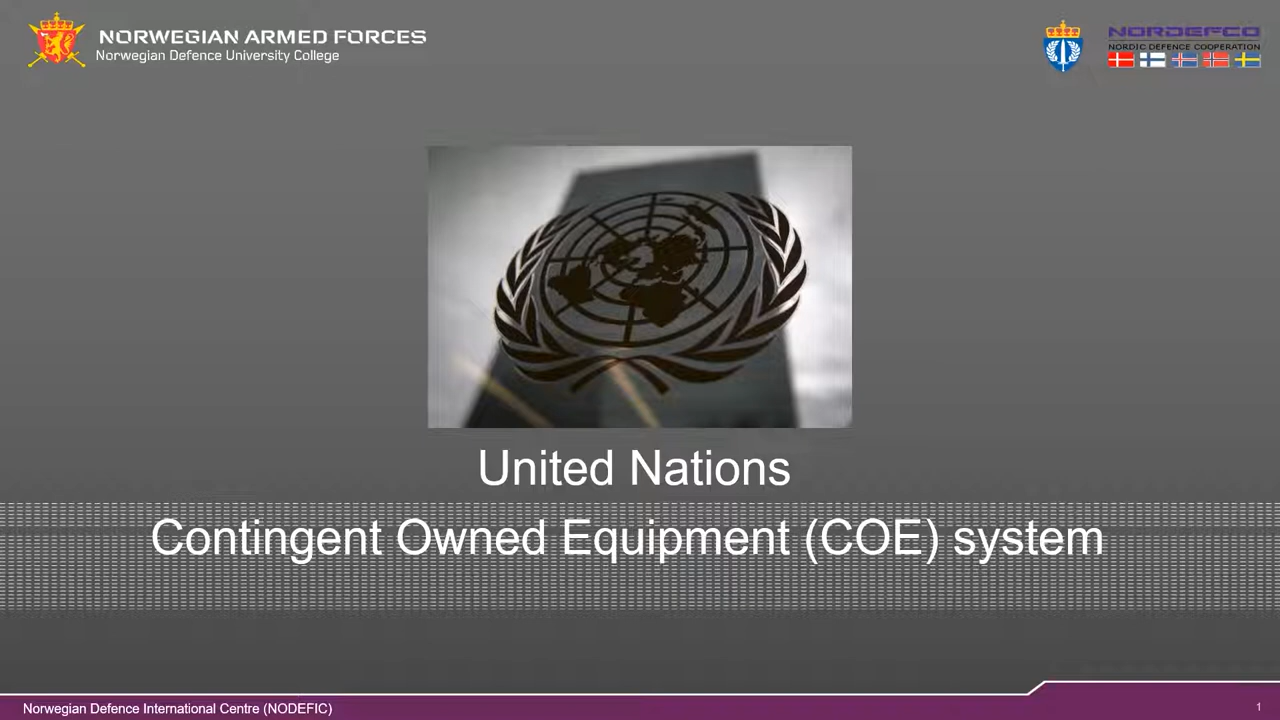 NORWEGIAN ARMED FORCES
Norwegian Defence University College
NORDEFCO
NORDIC DEFENCE COOPERATION
United Nations
Contingent Owned Equipment (COE) system
Norwegian Defence International Centre (NODEFIC)
1